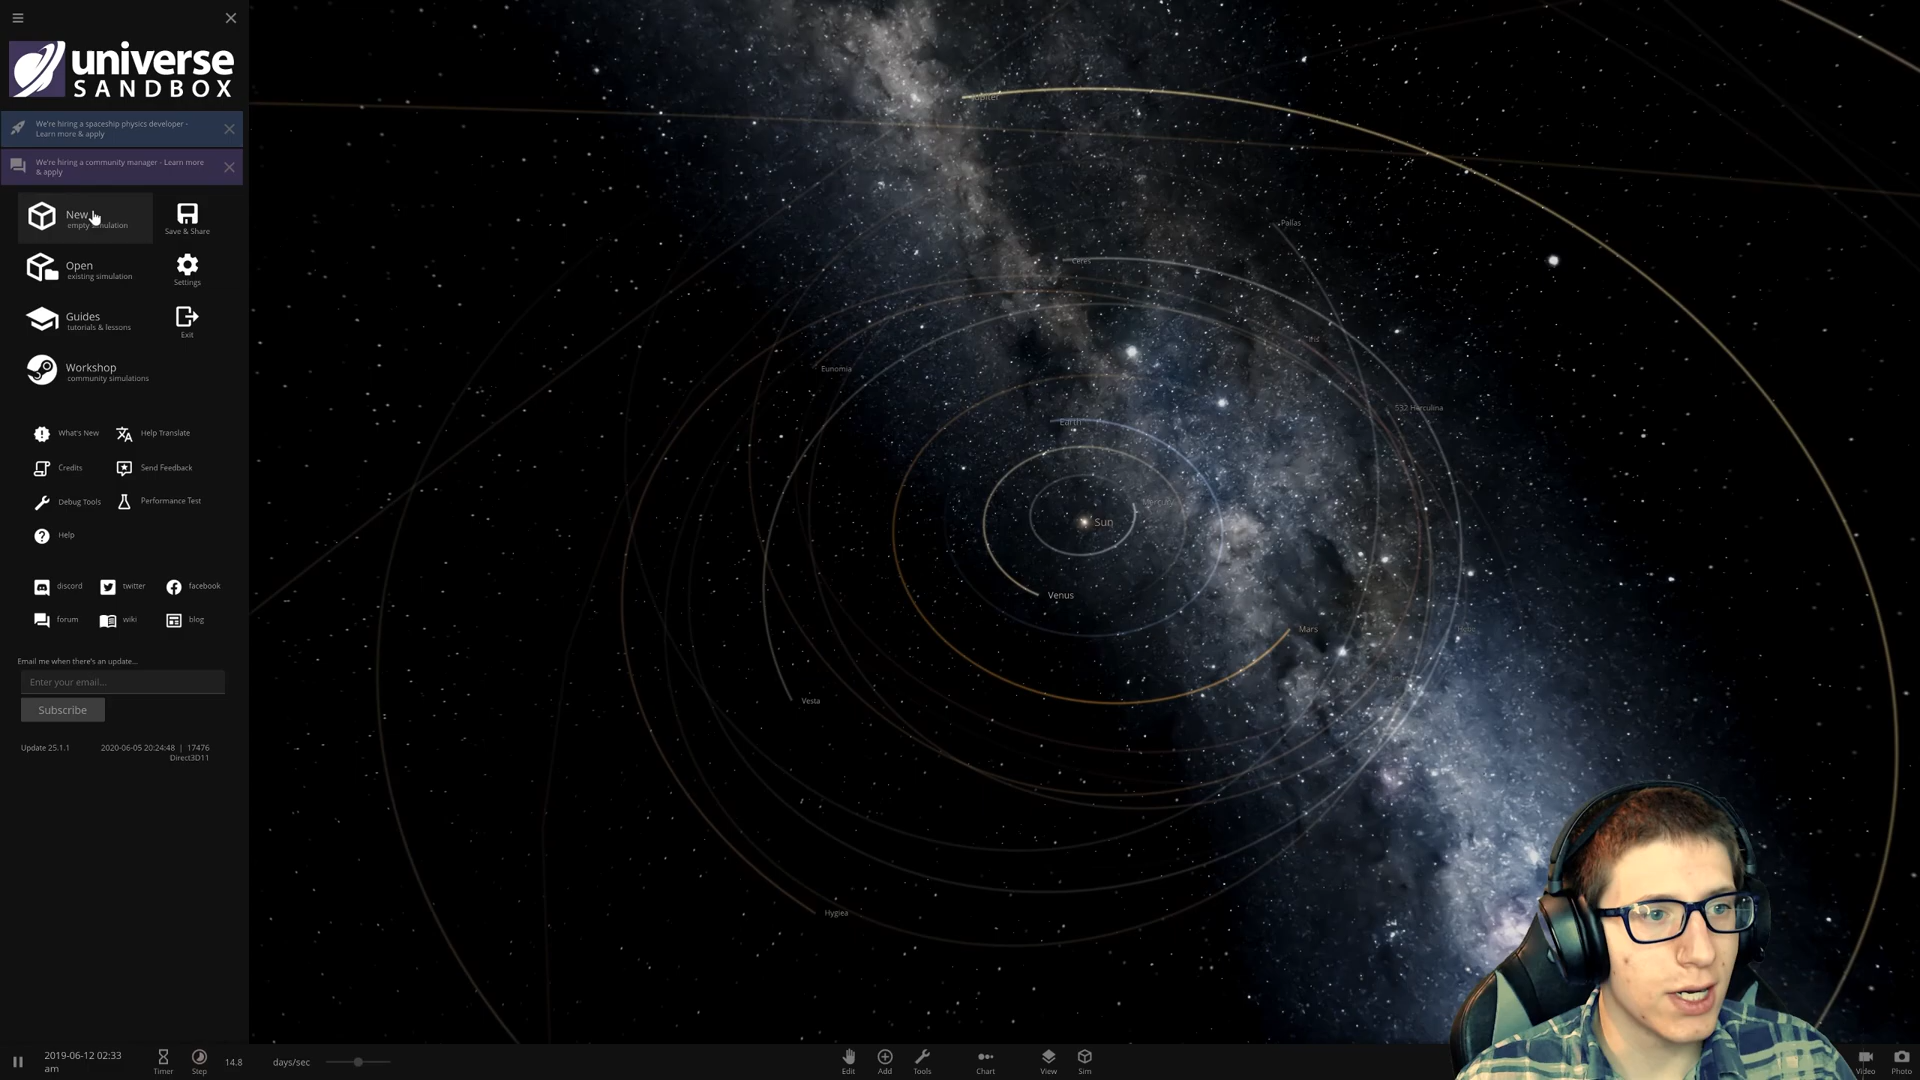 universe
SANDBOX
We're hiring a spaceship physics developer -
Learn more & apply
We're hiring a community manager - Learn more
& apply
New
empty simulation
Save & Share
Open
existing simulation
Settings
Guides
tutorials & lessons
Exit
Workshop
community simulations
What's New
Help Translate
Credits
Send Feedback
Debug Tools
Performance Test
Help
discord
twitter
facebook
forum
wiki
blog
Email me when there's an update...
Enter your email...
Subscribe
Update 25.1.1
2020-06-05 20:24:48 | 17476
Direct3D11
Jupiter
Pallas
Ceres
Iris
Eunomia
532 Herculina
Earth
Mercury
Sun
Venus
Mars
Vesta
Hygiea
2019-06-12 02:33
am
Timer
Step
14.8
days/sec
Edit
Add
Tools
Chart
View
Sim
Video
Photo